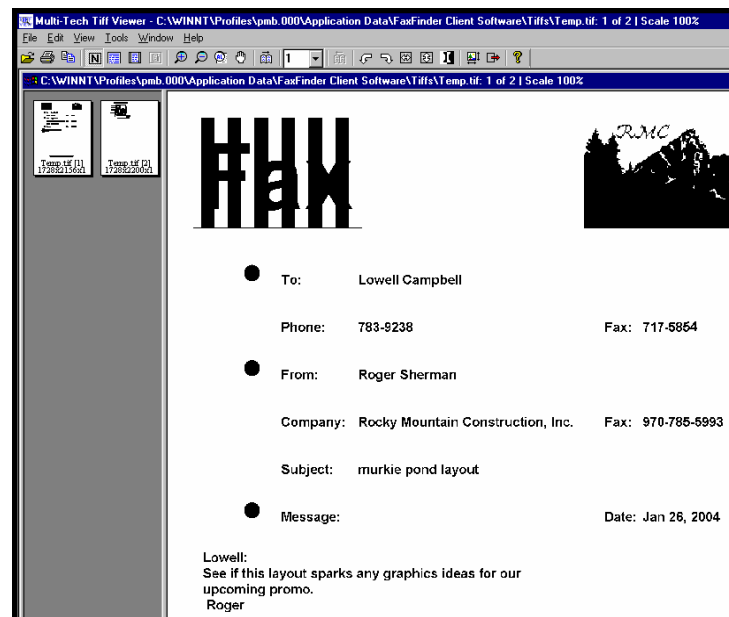 Multi-Tech Tiff Viewer - C:\WINNT\Profiles\pmb.000\Application Data\FaxFinder Client Software\Tiffs\Temp.tif: 1 of 2 | Scale 100%
File Edit View Tools Window Help
N 1
C:\WINNT\Profiles\pmb.000\Application Data\FaxFinder Client Software\Tiffs\Temp.tif: 1 of 2 | Scale 100%
Temp.tif [1] Temp.tif [2]
1728x2156x1 1728x2200x1
Fax RMC
To: Lowell Campbell
Phone: 783-9238 Fax: 717-5854
From: Roger Sherman
Company: Rocky Mountain Construction, Inc. Fax: 970-785-5993
Subject: murkie pond layout
Message: Date: Jan 26, 2004
Lowell:
See if this layout sparks any graphics ideas for our
upcoming promo.
Roger